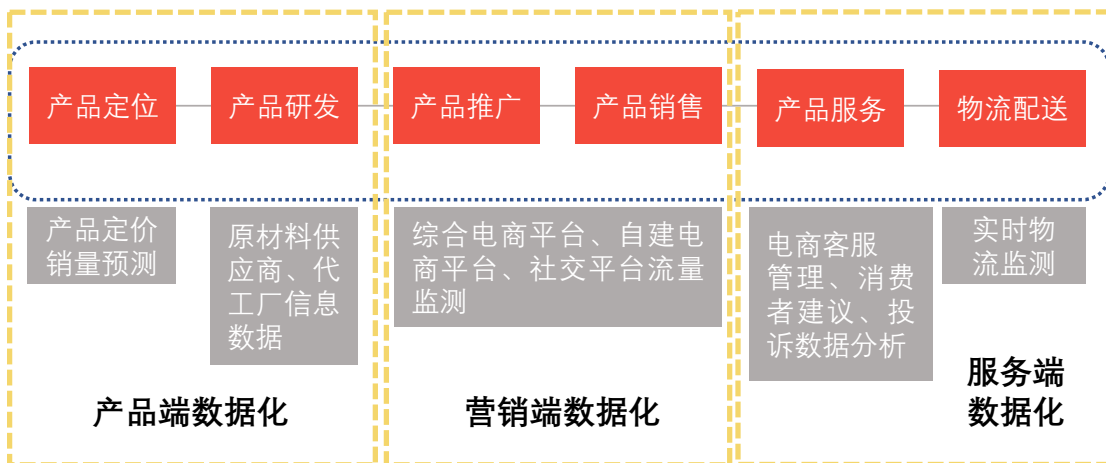 产品定位
产品研发
产品推广
产品销售
产品服务
物流配送
产品定价
销量预测
原材料供
应商、代
工厂信息
数据
综合电商平台、自建电
商平台、社交平台流量
监测
电商客服
管理、消费
者建议、投
诉数据分析
实时物
流监测
产品端数据化
营销端数据化
服务端
数据化